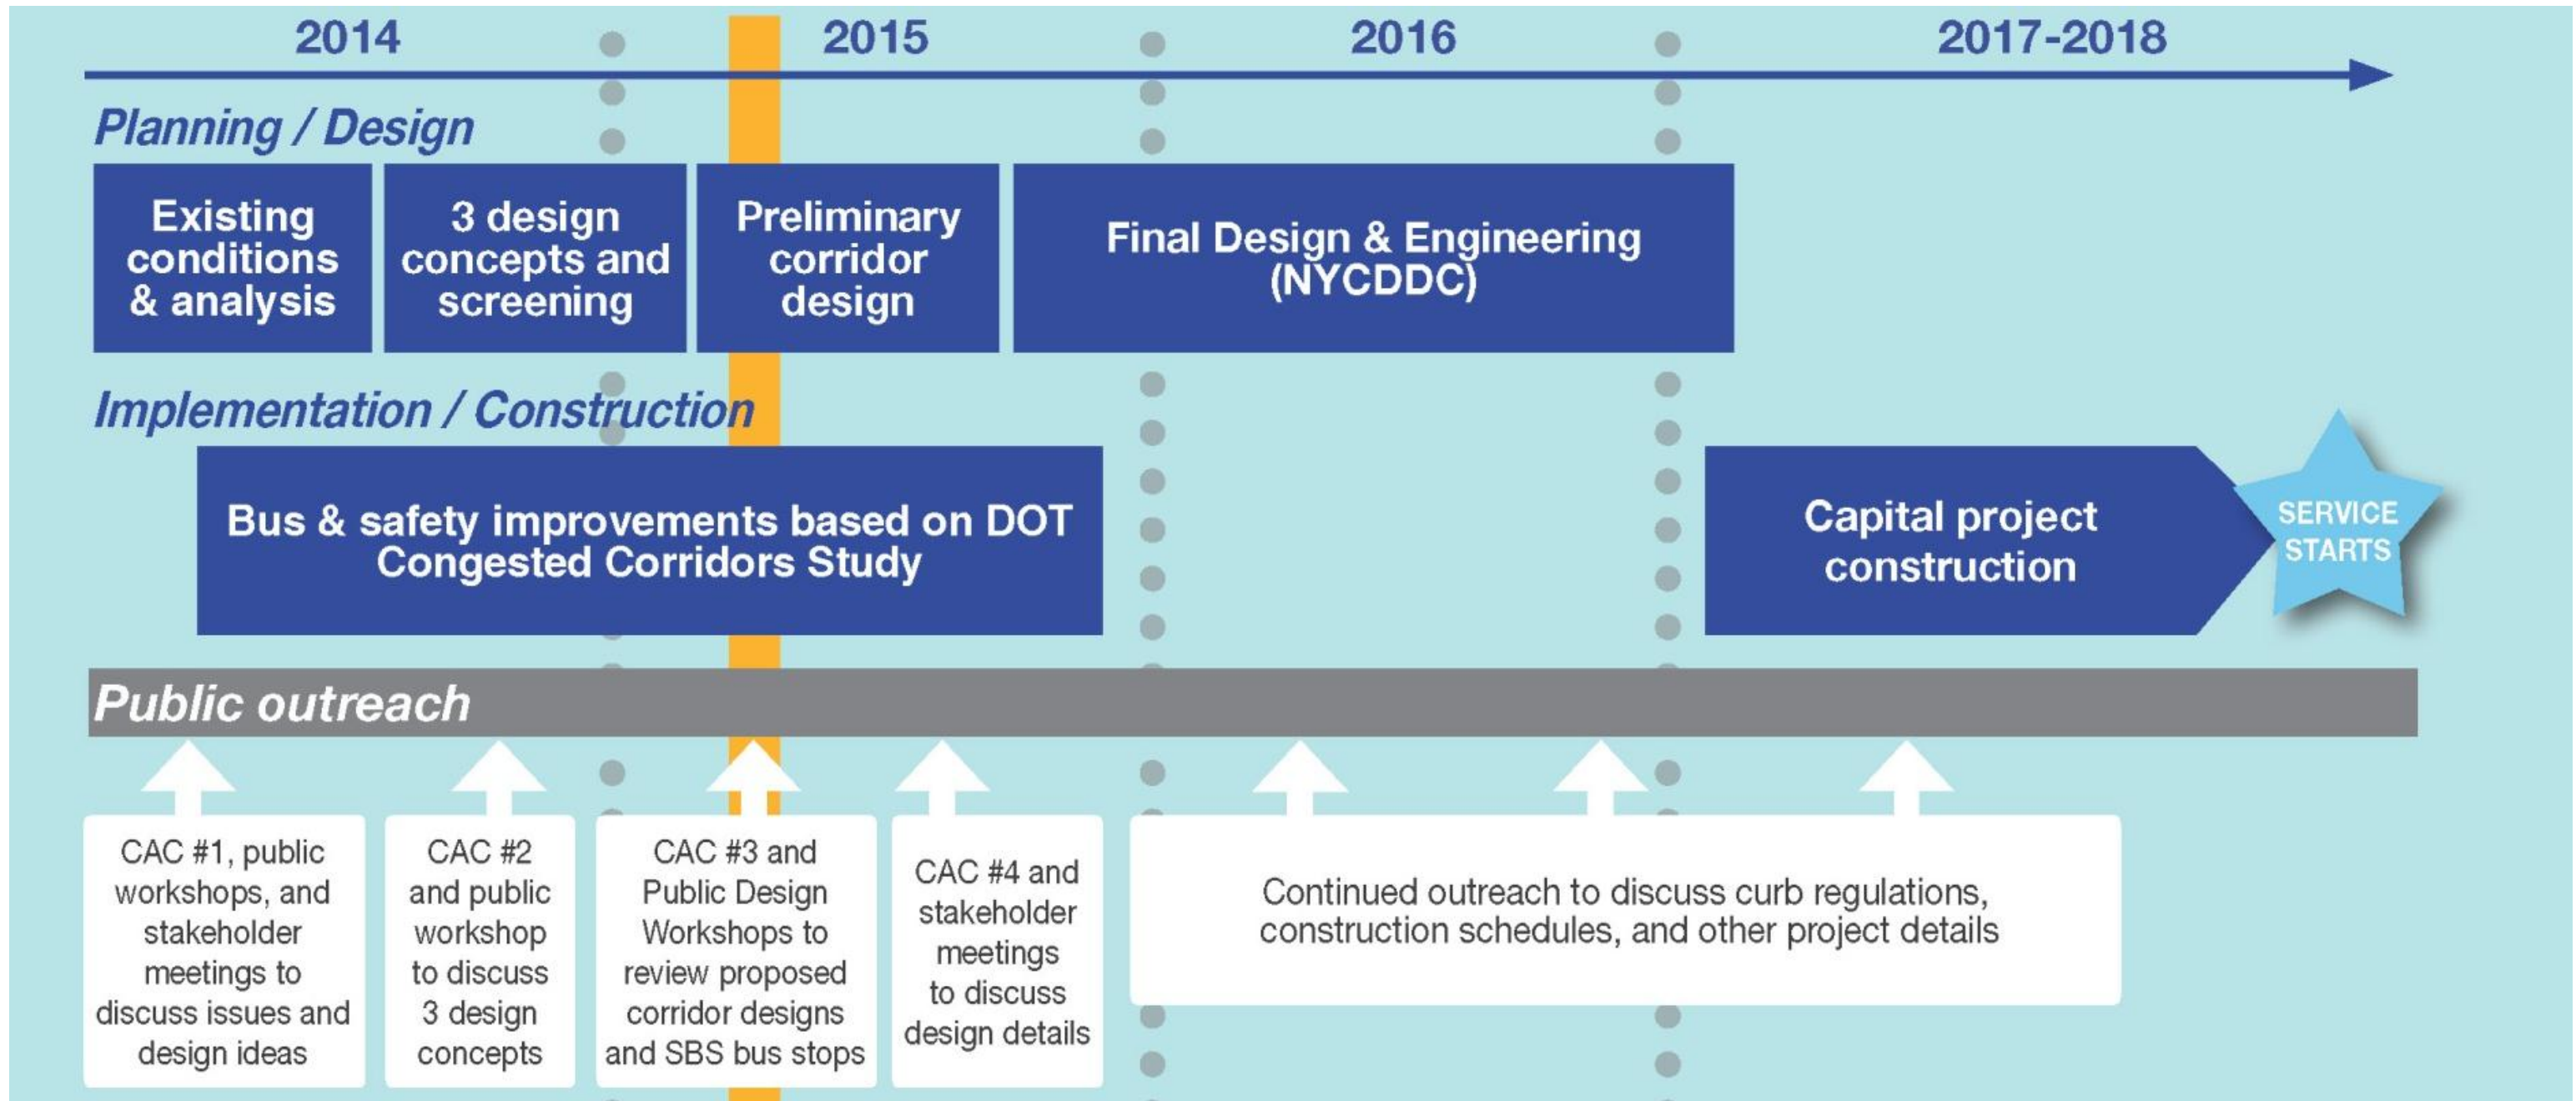 2014
2015
2016
2017-2018
Planning / Design
Existing
conditions
& analysis
3 design
concepts and
screening
Preliminary
corridor
design
Final Design & Engineering
(NYCDDC)
Implementation / Construction
Bus & safety improvements based on DOT
Congested Corridors Study
Capital project
construction
SERVICE
STARTS
Public outreach
CAC #1, public
workshops, and
stakeholder
meetings to
discuss issues and
design ideas
CAC #2
and public
workshop
to discuss
3 design
concepts
CAC #3 and
Public Design
Workshops to
review proposed
corridor designs
and SBS bus stops
CAC #4 and
stakeholder
meetings
to discuss
design details
Continued outreach to discuss curb regulations,
construction schedules, and other project details